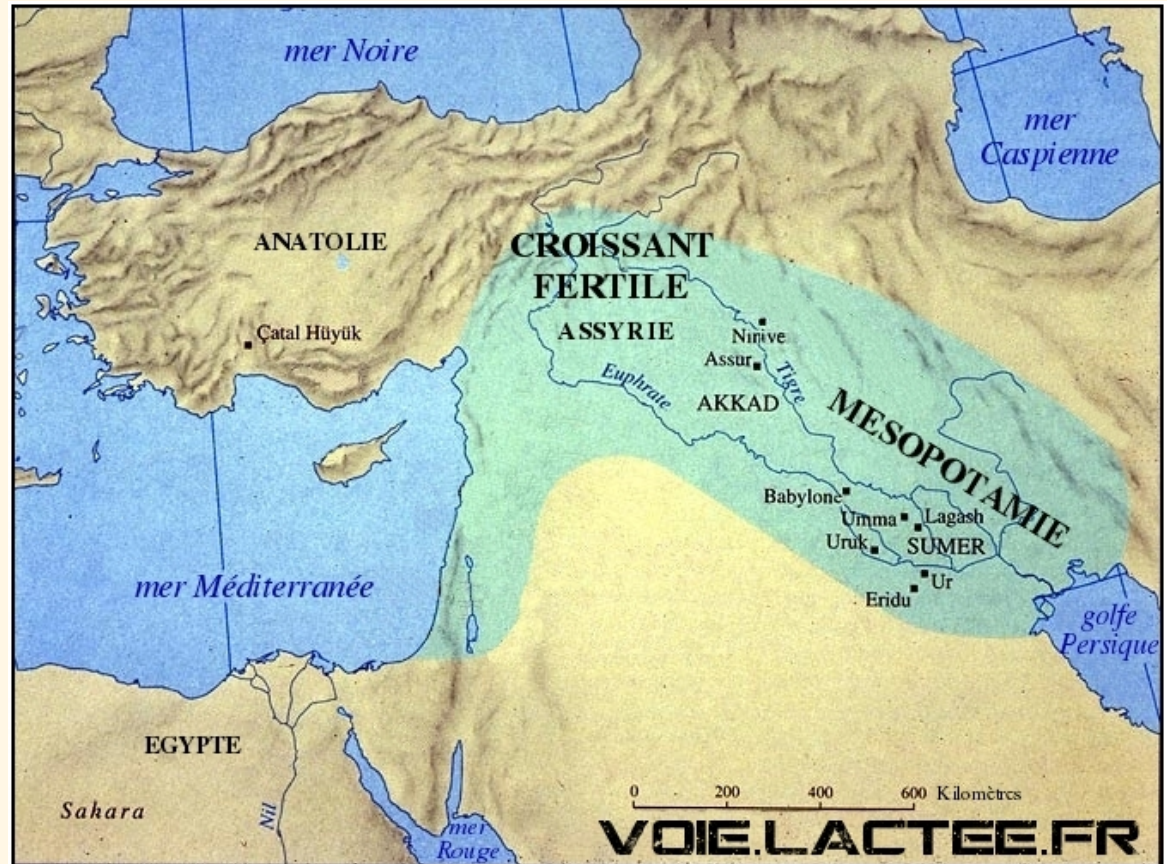 mer Noire
mer
Caspienne
ANATOLIE
CROISSANT
FERTILE
ASSYRIE
Çatal Hüyük
Ninive
Assur
Tigre
Euphrate
AKKAD
MESOPOTAMIE
Babylone
Umma
Lagash
Uruk
SUMER
Ur
Eridu
mer Méditerranée
golfe
Persique
EGYPTE
Sahara
Nil
mer
Rouge
0 200 400 600 Kilomètres
VOIE.LACTEE.FR